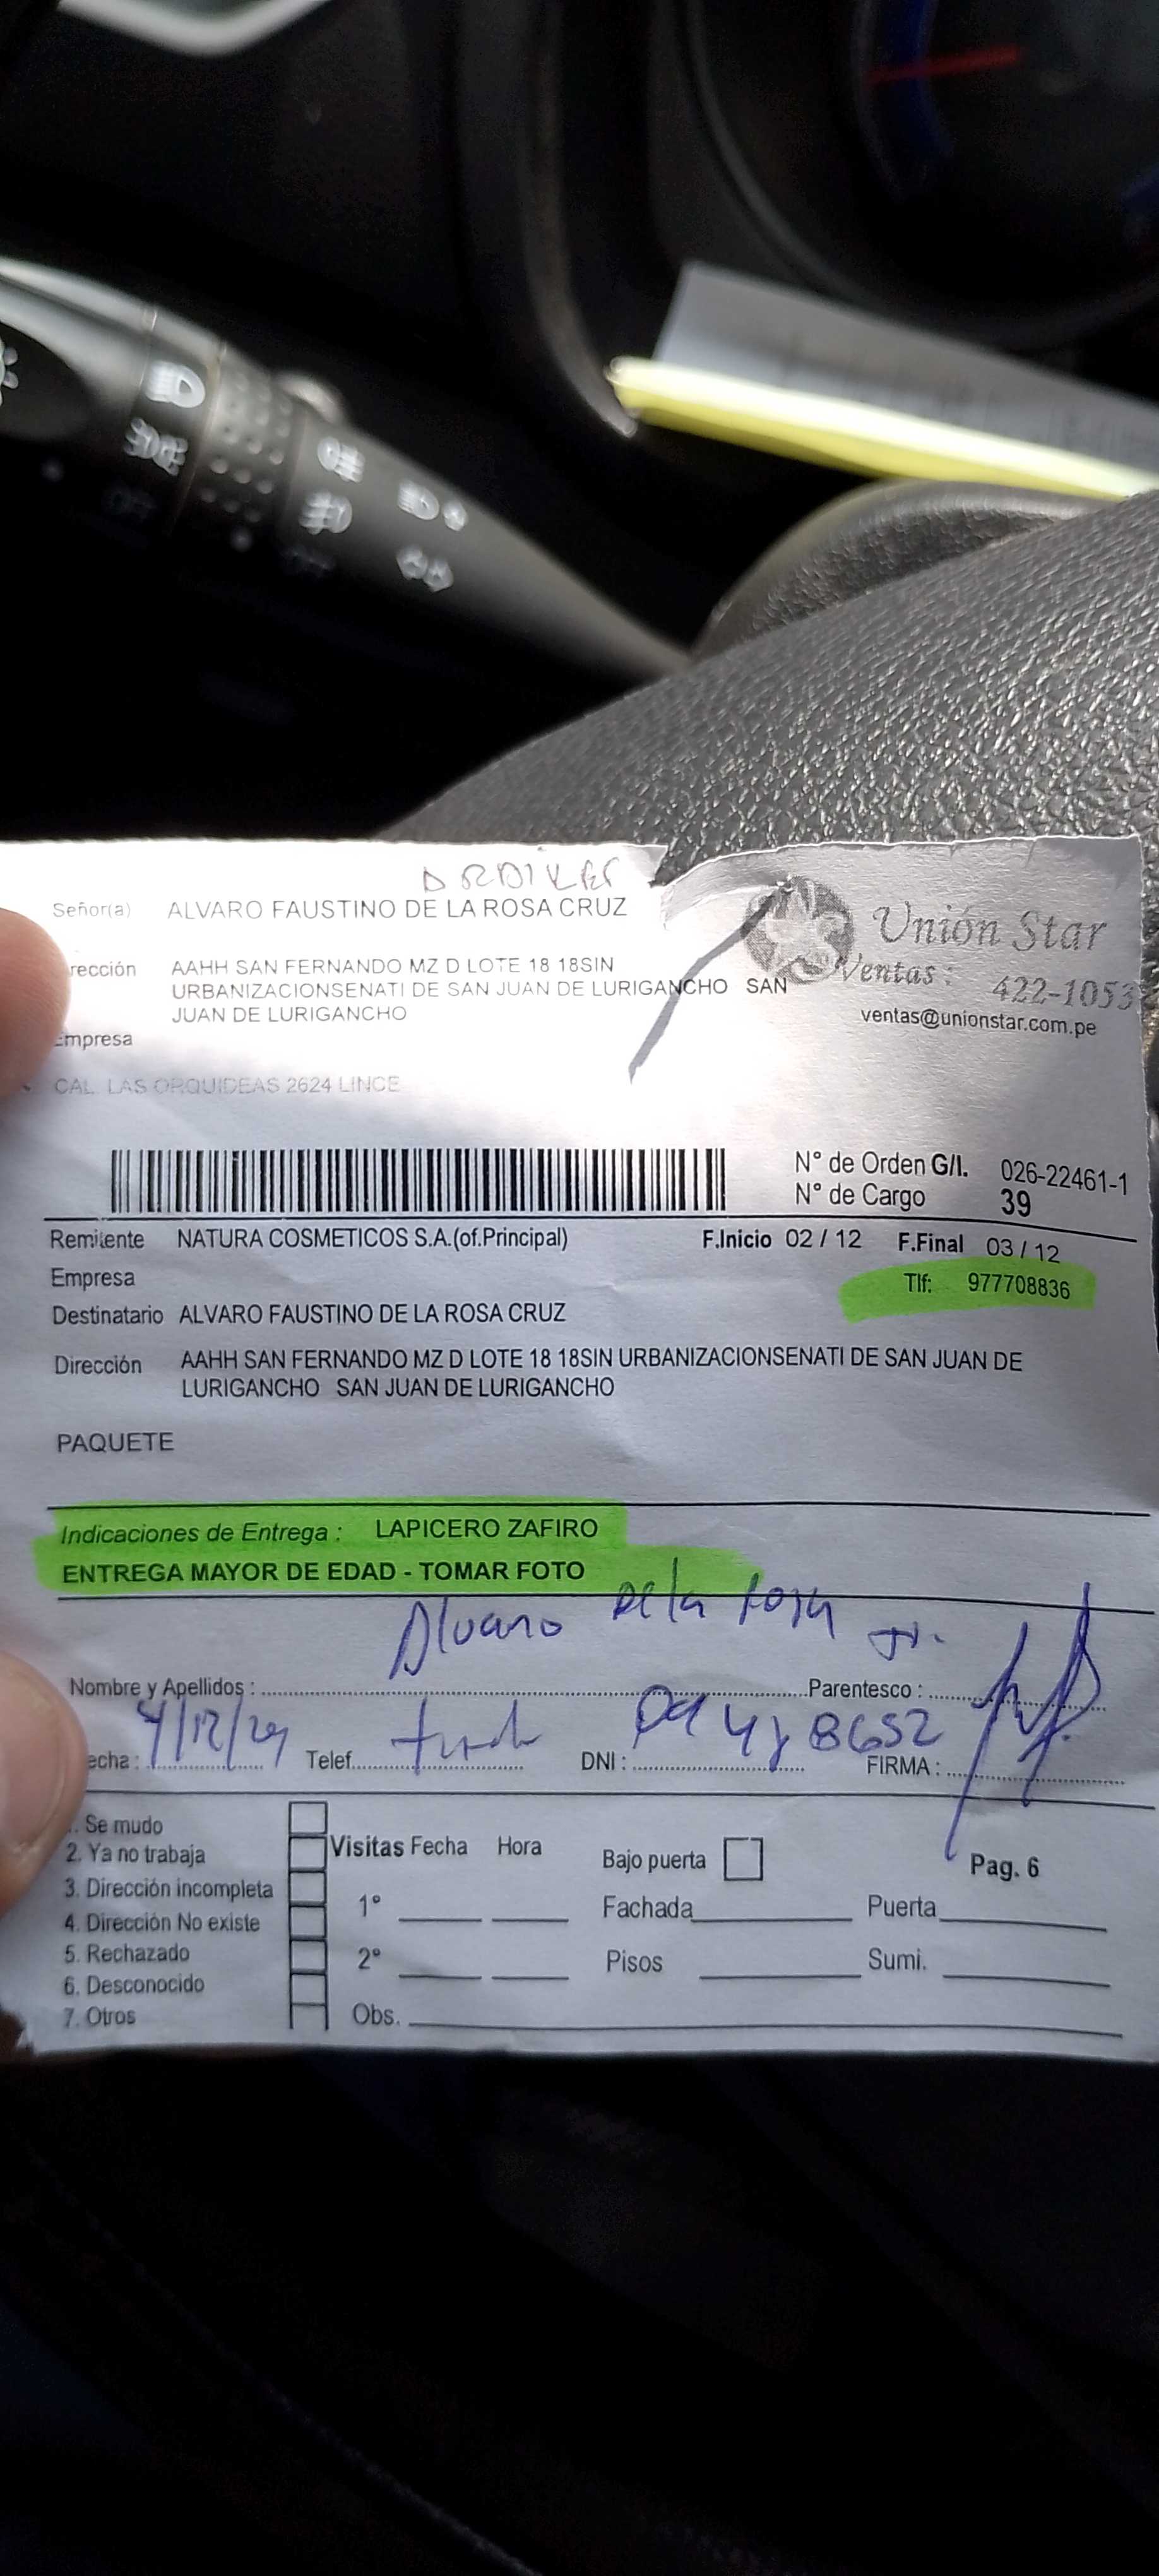 Señor(a) ALVARO FAUSTINO DE LA ROSA CRUZ
Unión Star
rección AAHH SAN FERNANDO MZ D LOTE 18 18SIN
URBANIZACIONSENATI DE SAN JUAN DE LURIGANCHO SAN
JUAN DE LURIGANCHO
Ventas: 422-1053
ventas@unionstar.com.pe
Empresa
CAL. LAS ORQUIDEAS 2624 LINCE
N° de Orden G/I. 026-22461-1
N° de Cargo 39
Remitente NATURA COSMETICOS S.A.(of.Principal) F.Inicio 02 / 12 F.Final 03 / 12
Empresa Tlf: 977708836
Destinatario ALVARO FAUSTINO DE LA ROSA CRUZ
Dirección AAHH SAN FERNANDO MZ D LOTE 18 18SIN URBANIZACIONSENATI DE SAN JUAN DE
LURIGANCHO SAN JUAN DE LURIGANCHO
PAQUETE
Indicaciones de Entrega : LAPICERO ZAFIRO
ENTREGA MAYOR DE EDAD - TOMAR FOTO
Alvaro De la Rosa
Nombre y Apellidos : Parentesco :
echa : 4/12/24 Telef. DNI : FIRMA :
1. Se mudo
2. Ya no trabaja
3. Dirección incompleta
4. Dirección No existe
5. Rechazado
6. Desconocido
7. Otros
Visitas Fecha Hora
1°
2°
Obs.
Bajo puerta
Fachada Puerta
Pisos Sumi.
Pag. 6